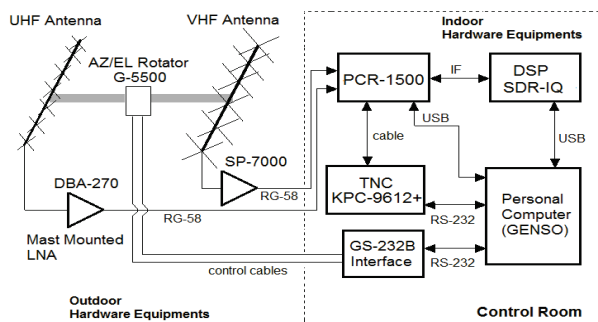 UHF Antenna
VHF Antenna
AZ/EL Rotator
G-5500
SP-7000
DBA-270
RG-58
RG-58
Mast Mounted
LNA
control cables
Outdoor
Hardware Equipments
Indoor
Hardware Equipments
PCR-1500
IF
DSP
SDR-IQ
USB
USB
cable
TNC
KPC-9612+
RS-232
Personal
Computer
(GENSO)
GS-232B
Interface
RS-232
Control Room